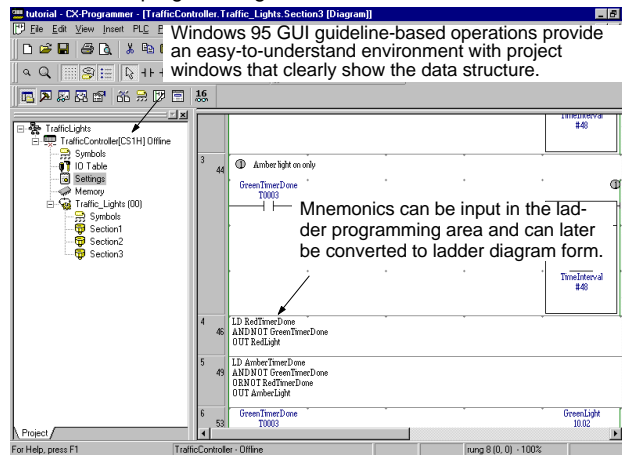 tutorial - CX-Programmer - [TrafficController.Traffic_Lights.Section3 [Diagram]]
File Edit View Insert PLC
Windows 95 GUI guideline-based operations provide
an easy-to-understand environment with project
windows that clearly show the data structure.
16
TrafficLights
TrafficController[CS1H] Offline
Symbols
IO Table
Settings
Memory
Traffic_Lights (00)
Symbols
Section1
Section2
Section3
TimeInterval
#48
3
44
1 Amber light on only
GreenTimerDone
T0003
1
Mnemonics can be input in the lad-
der programming area and can later
be converted to ladder diagram form.
TimeInterval
#48
4
46
LD RedTimerDone
ANDNOT GreenTimerDone
OUT RedLight
5
49
LD AmberTimerDone
ANDNOT GreenTimerDone
ORNOT RedTimerDone
OUT AmberLight
6
53
GreenTimerDone
T0003
GreenLight
10.02
Project
For Help, press F1
TrafficController - Offline
rung 8 (0, 0) - 100%